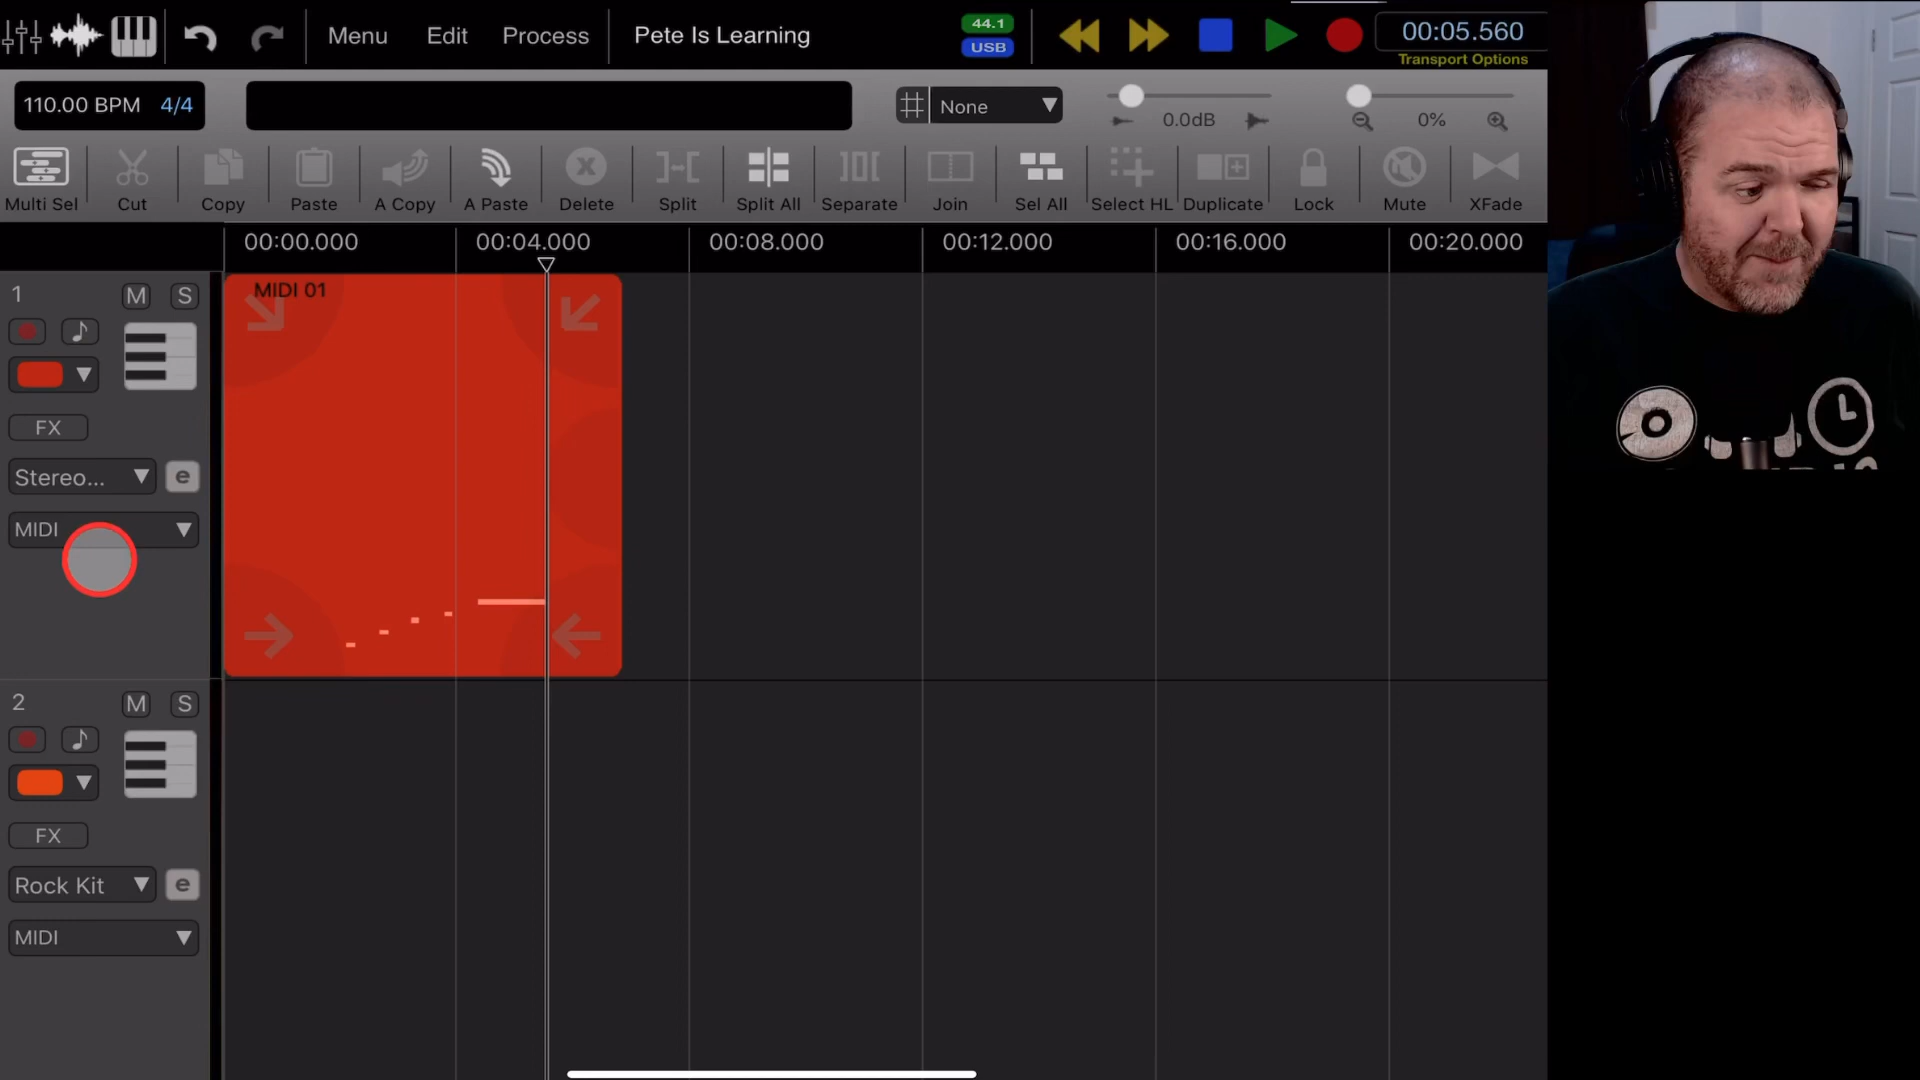 Menu Edit Process Pete Is Learning 44.1 USB 00:05.560 Transport Options
110.00 BPM 4/4 None 0.0dB 0%
Multi Sel Cut Copy Paste A Copy A Paste Delete Split Split All Separate Join Sel All Select HL Duplicate Lock Mute XFade
00:00.000 00:04.000 00:08.000 00:12.000 00:16.000 00:20.000
1 M S MIDI 01
FX
Stereo... e
MIDI
2 M S
FX
Rock Kit e
MIDI